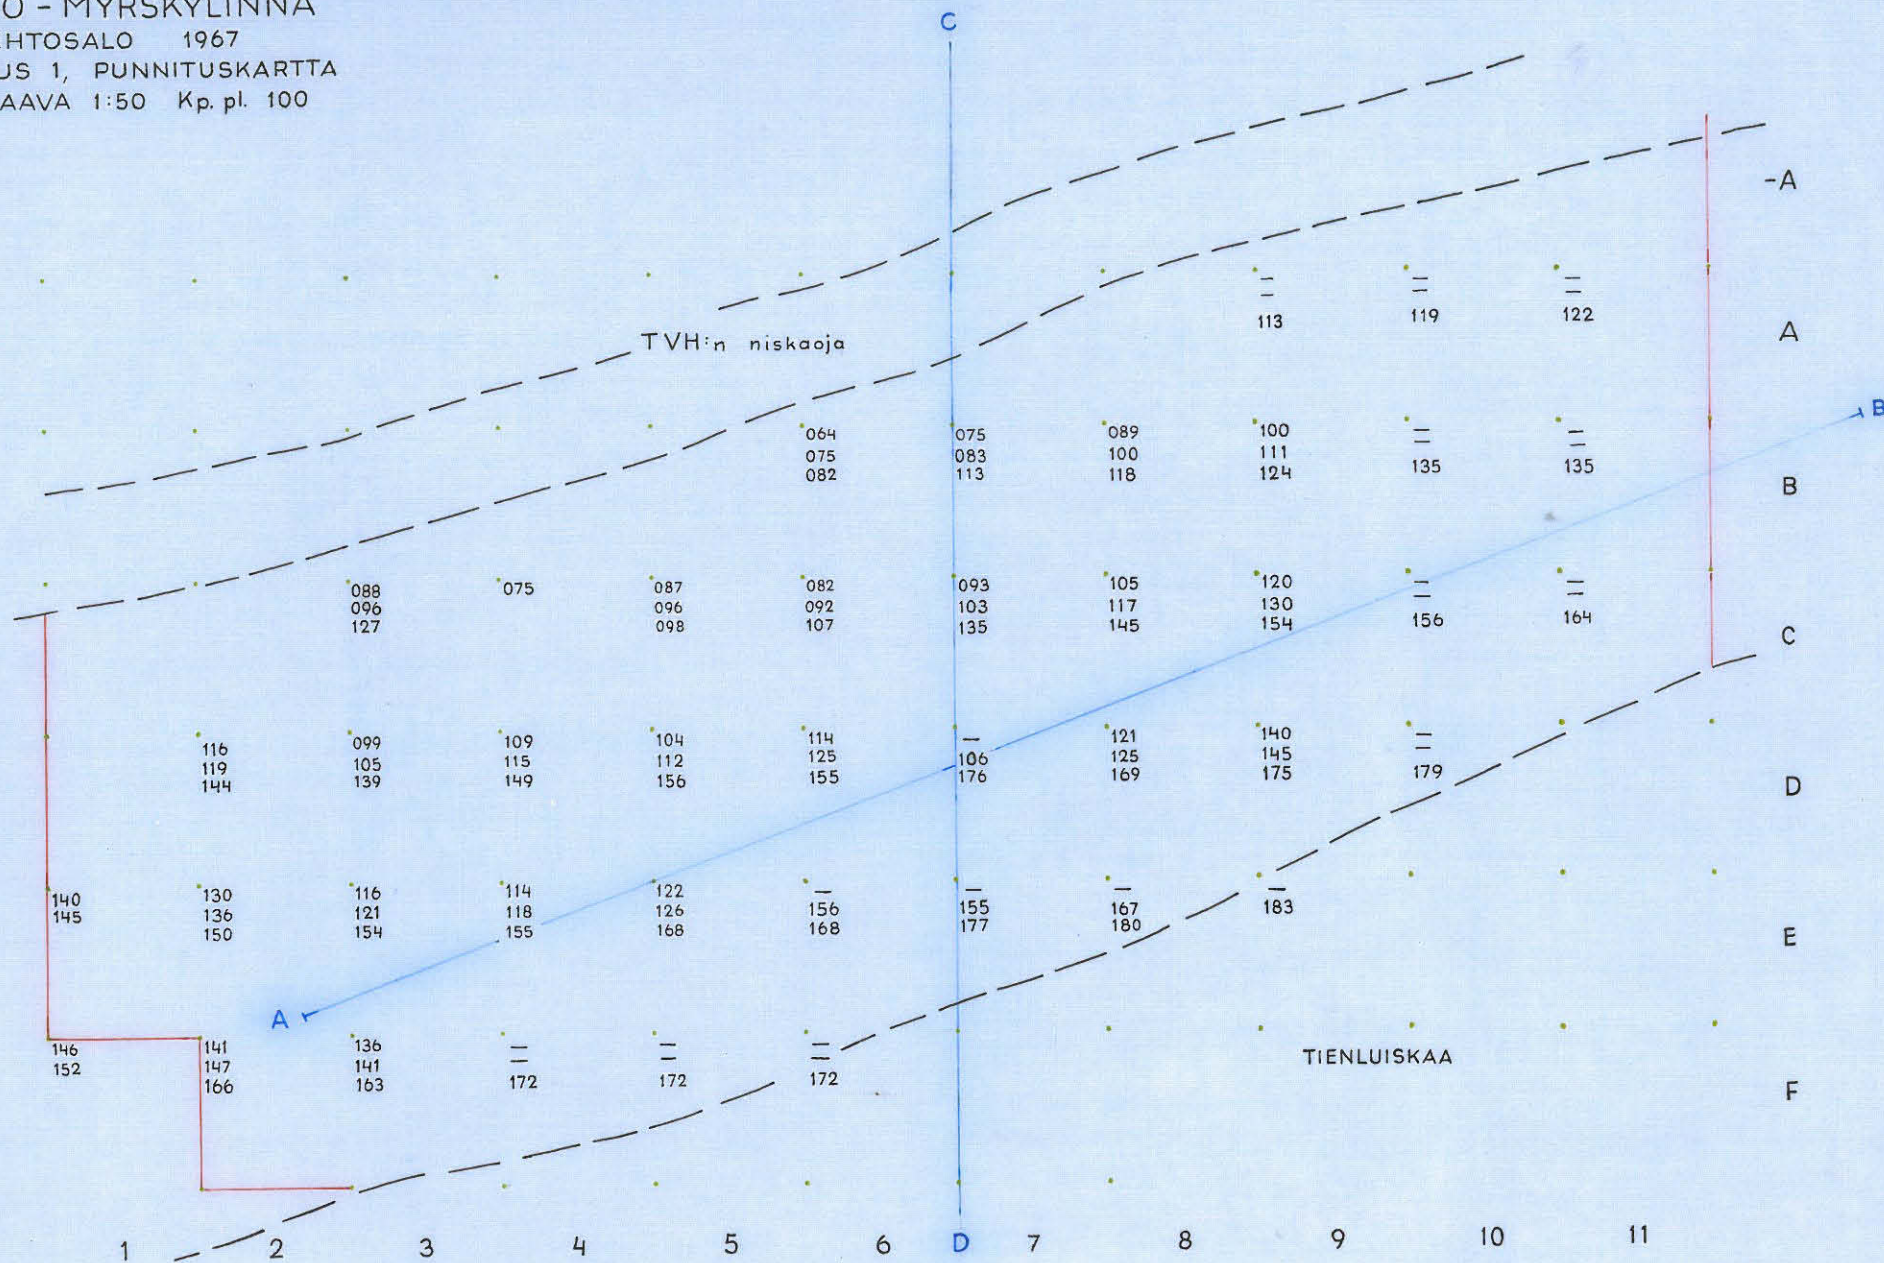 O - MYRSKYLINNA
HTOSALO 1967
US 1, PUNNITUSKARTTA
AAVA 1:50 Kp. pl. 100
C
-A
TVH:n niskaoja
— — —
— — —
113 119 122
A
B
064 075 089 100 — —
075 083 100 111 — —
082 113 118 124 135 135
B
088 075 087 082 093 105 120 — —
096 096 092 103 117 130 — —
127 098 107 135 145 154 156 164
C
116 099 109 104 114 — 121 140 —
119 105 115 112 125 106 125 145 —
144 139 149 156 155 176 169 175 179
D
140 130 116 114 122 — — — —
145 136 121 118 126 156 155 167 183
150 154 155 168 168 177 180
E
A
146 141 136 — — —
152 147 141 — — —
166 163 172 172 172
TIENLUISKAA
F
1 2 3 4 5 6 D 7 8 9 10 11